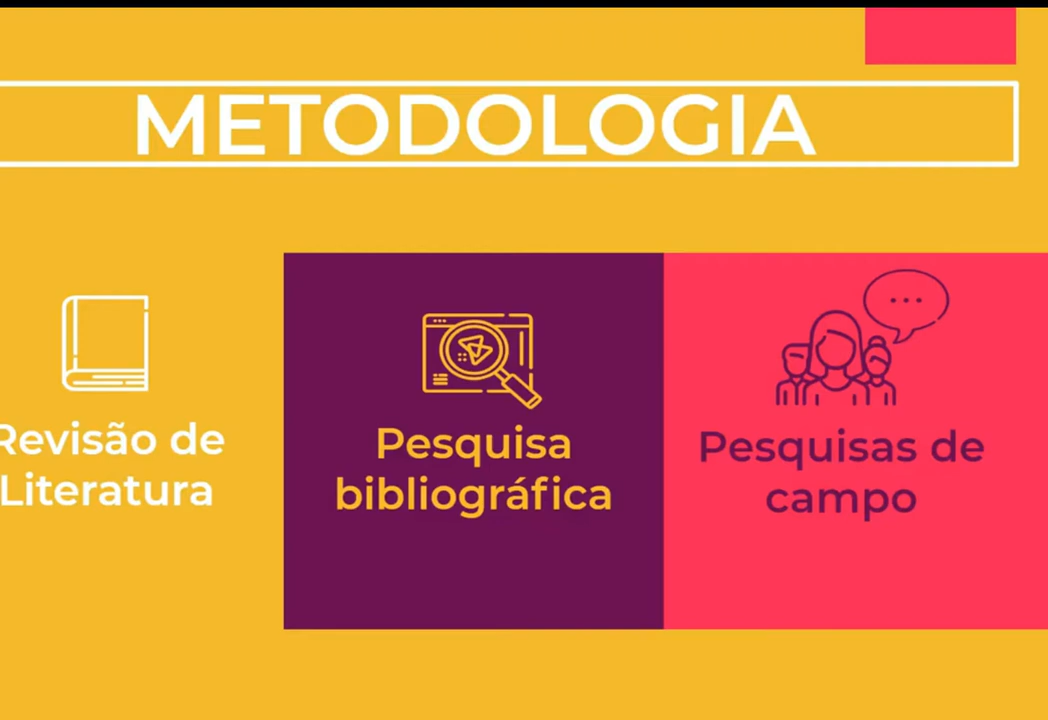 METODOLOGIA
Revisão de
Literatura
Pesquisa
bibliográfica
Pesquisas de
campo